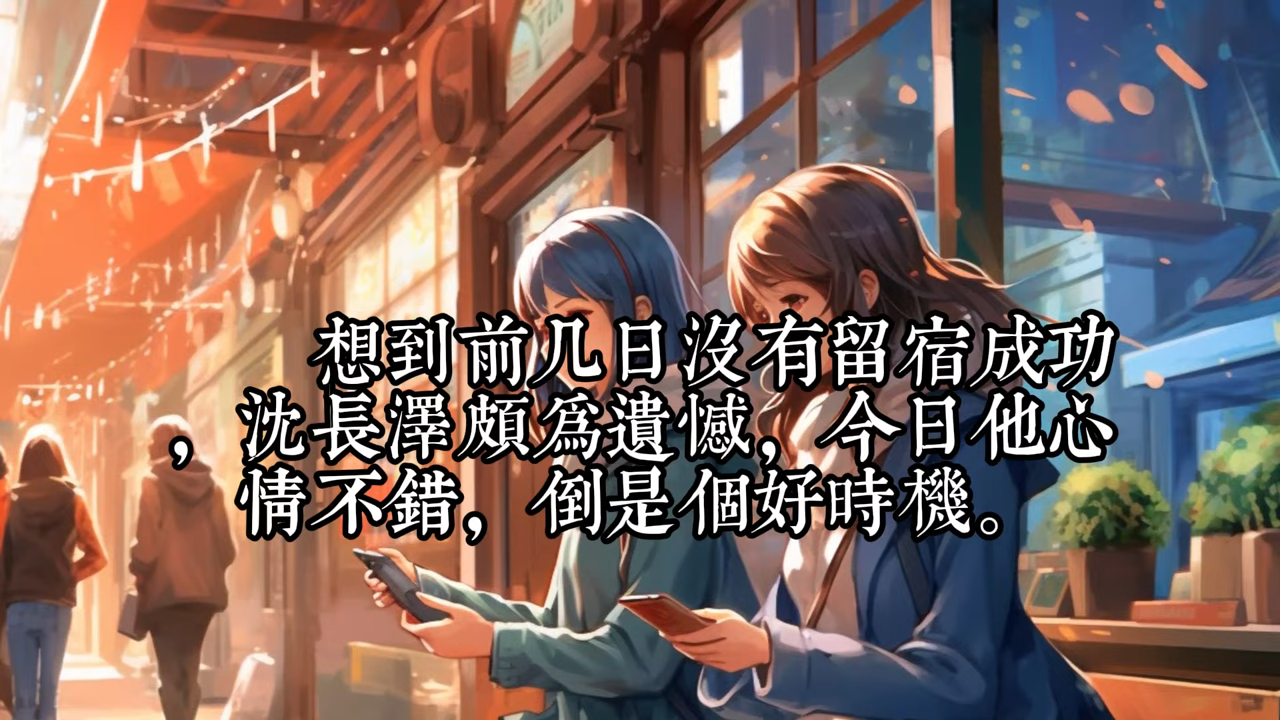 想到前几日沒有留宿成功
，沈長澤頗爲遺憾，今日他心
情不錯，倒是個好時機。